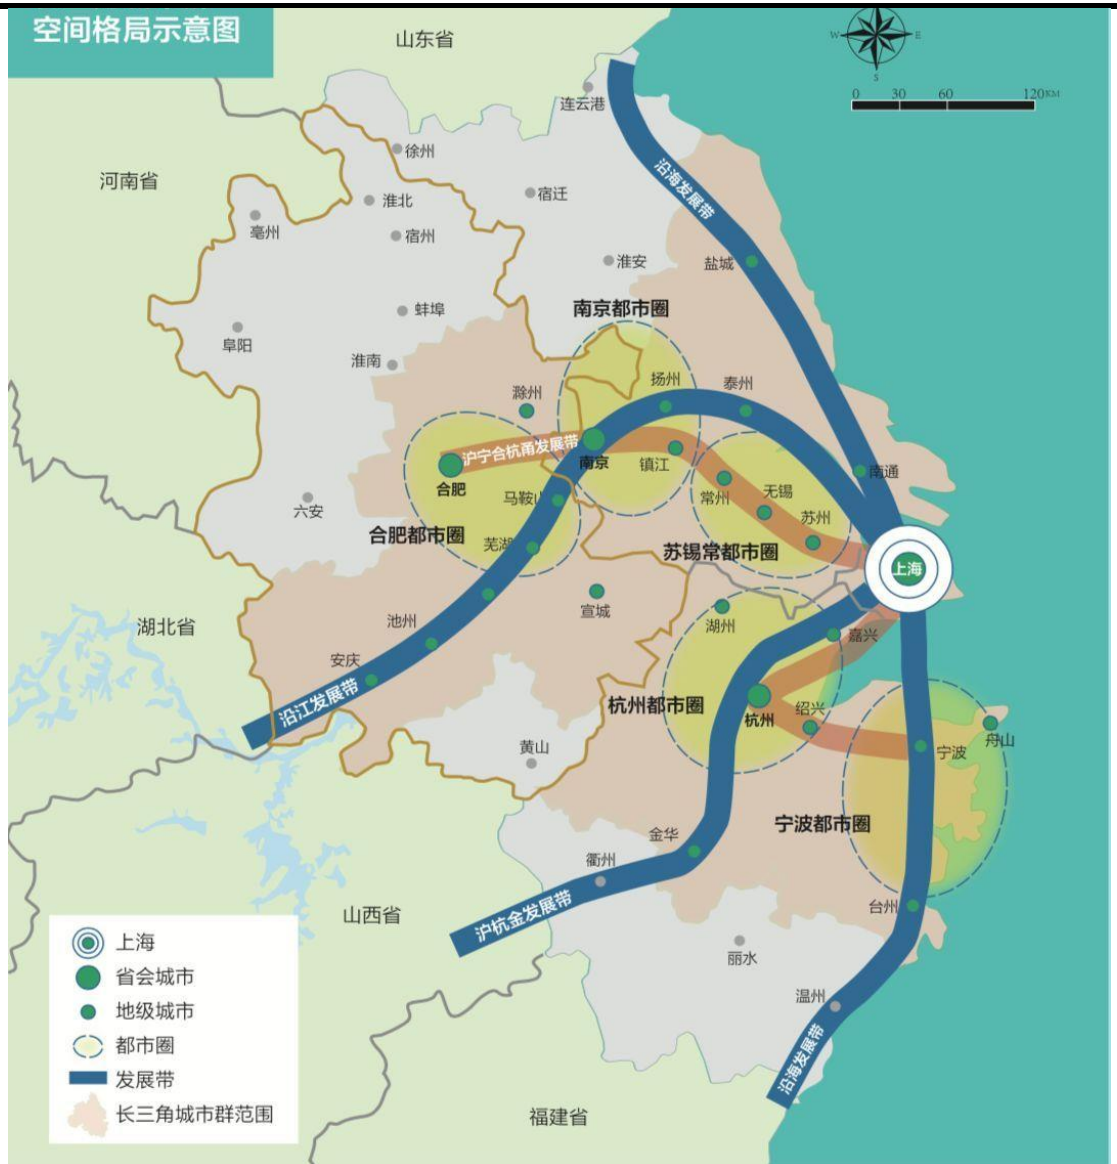 空间格局示意图
山东省
W
E
S
0 30 60 120KM
连云港
徐州
河南省
沿海发展带
淮北
宿迁
亳州
宿州
淮安
盐城
南京都市圈
蚌埠
阜阳
淮南
滁州
扬州
泰州
沪宁合杭甬发展带
南京
镇江
合肥
南通
六安
马鞍山
常州
无锡
苏州
合肥都市圈
芜湖
苏锡常都市圈
上海
宣城
湖州
湖北省
池州
嘉兴
安庆
沿江发展带
杭州都市圈
杭州
绍兴
黄山
宁波
舟山
金华
宁波都市圈
衢州
沪杭金发展带
台州
山西省
丽水
温州
沿海发展带
福建省
上海
省会城市
地级城市
都市圈
发展带
长三角城市群范围